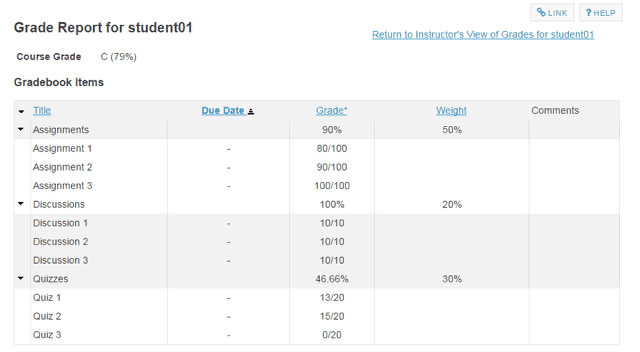 LINK ? HELP
Grade Report for student01
Return to Instructor's View of Grades for student01
Course Grade C (79%)
Gradebook Items
Title Due Date Grade* Weight Comments
Assignments 90% 50%
Assignment 1 - 80/100
Assignment 2 - 90/100
Assignment 3 - 100/100
Discussions 100% 20%
Discussion 1 - 10/10
Discussion 2 - 10/10
Discussion 3 - 10/10
Quizzes 46.66% 30%
Quiz 1 - 13/20
Quiz 2 - 15/20
Quiz 3 - 0/20